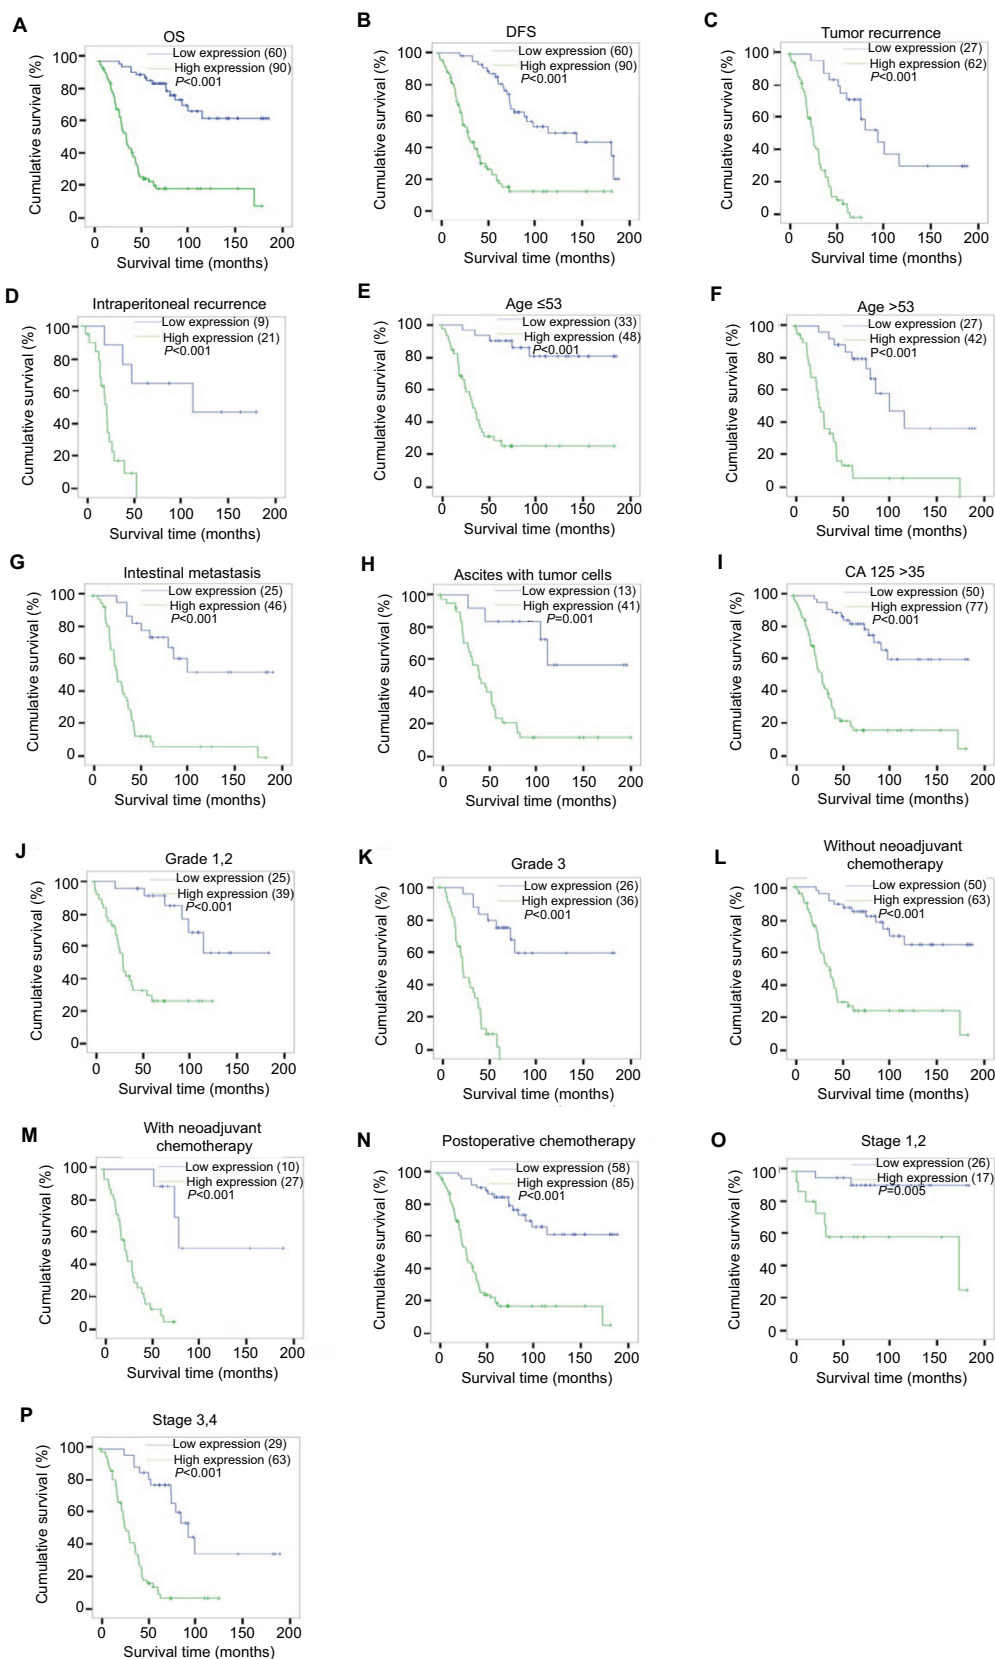 A
OS
Low expression (60)
High expression (90)
P<0.001
Cumulative survival (%)
100
80
60
40
20
0
0 50 100 150 200
Survival time (months)
B
DFS
Low expression (60)
High expression (90)
P<0.001
Cumulative survival (%)
100
80
60
40
20
0
0 50 100 150 200
Survival time (months)
C
Tumor recurrence
Low expression (27)
High expression (62)
P<0.001
Cumulative survival (%)
100
80
60
40
20
0
0 50 100 150 200
Survival time (months)
D
Intraperitoneal recurrence
Low expression (9)
High expression (21)
P<0.001
Cumulative survival (%)
100
80
60
40
20
0
0 50 100 150 200
Survival time (months)
E
Age ≤53
Low expression (33)
High expression (48)
P<0.001
Cumulative survival (%)
100
80
60
40
20
0
0 50 100 150 200
Survival time (months)
F
Age >53
Low expression (27)
High expression (42)
P<0.001
Cumulative survival (%)
100
80
60
40
20
0
0 50 100 150 200
Survival time (months)
G
Intestinal metastasis
Low expression (25)
High expression (46)
P<0.001
Cumulative survival (%)
100
80
60
40
20
0
0 50 100 150 200
Survival time (months)
H
Ascites with tumor cells
Low expression (13)
High expression (41)
P=0.001
Cumulative survival (%)
100
80
60
40
20
0
0 50 100 150 200
Survival time (months)
I
CA 125 >35
Low expression (50)
High expression (77)
P<0.001
Cumulative survival (%)
100
80
60
40
20
0
0 50 100 150 200
Survival time (months)
J
Grade 1,2
Low expression (25)
High expression (39)
P<0.001
Cumulative survival (%)
100
80
60
40
20
0
0 50 100 150 200
Survival time (months)
K
Grade 3
Low expression (26)
High expression (36)
P<0.001
Cumulative survival (%)
100
80
60
40
20
0
0 50 100 150 200
Survival time (months)
L
Without neoadjuvant
chemotherapy
Low expression (50)
High expression (63)
P<0.001
Cumulative survival (%)
100
80
60
40
20
0
0 50 100 150 200
Survival time (months)
M
With neoadjuvant
chemotherapy
Low expression (10)
High expression (27)
P<0.001
Cumulative survival (%)
100
80
60
40
20
0
0 50 100 150 200
Survival time (months)
N
Postoperative chemotherapy
Low expression (58)
High expression (85)
P<0.001
Cumulative survival (%)
100
80
60
40
20
0
0 50 100 150 200
Survival time (months)
O
Stage 1,2
Low expression (26)
High expression (17)
P=0.005
Cumulative survival (%)
100
80
60
40
20
0
0 50 100 150 200
Survival time (months)
P
Stage 3,4
Low expression (29)
High expression (63)
P<0.001
Cumulative survival (%)
100
80
60
40
20
0
0 50 100 150 200
Survival time (months)